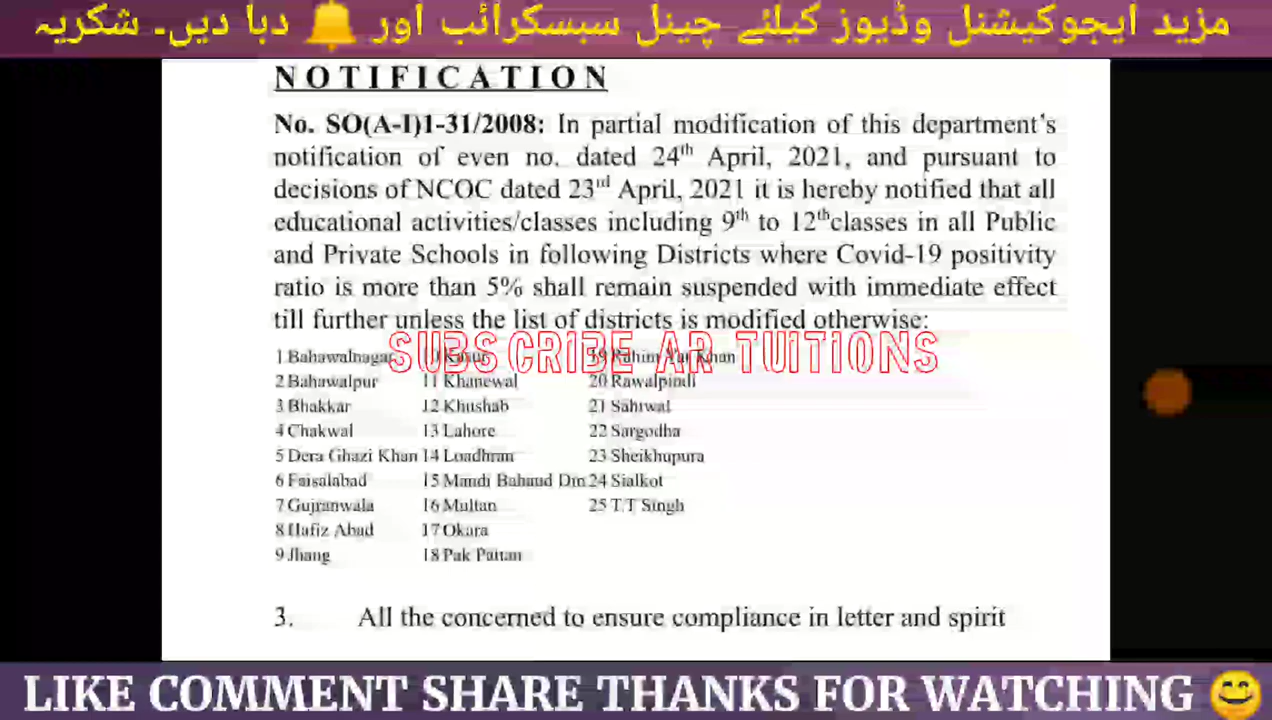 مزید ایجوکیشنل وڈیوز کیلئے چینل سبسکرائب اور 🔔 دبا دیں۔ شکریہ
NOTIFICATION
No. SO(A-I)1-31/2008: In partial modification of this department's
notification of even no. dated 24th April, 2021, and pursuant to
decisions of NCOC dated 23rd April, 2021 it is hereby notified that all
educational activities/classes including 9th to 12thclasses in all Public
and Private Schools in following Districts where Covid-19 positivity
ratio is more than 5% shall remain suspended with immediate effect
till further unless the list of districts is modified otherwise:
SUBSCRIBE AR TUITIONS
1 Bahawalnagar 10 Kasur 19 Rahim Yar Khan
2 Bahawalpur 11 Khanewal 20 Rawalpindi
3 Bhakkar 12 Khushab 21 Sahiwal
4 Chakwal 13 Lahore 22 Sargodha
5 Dera Ghazi Khan 14 Loadhran 23 Sheikhupura
6 Faisalabad 15 Mandi Bahaud Din 24 Sialkot
7 Gujranwala 16 Multan 25 T.T Singh
8 Hafiz Abad 17 Okara
9 Jhang 18 Pak Pattan
3. All the concerned to ensure compliance in letter and spirit
LIKE COMMENT SHARE THANKS FOR WATCHING 😊